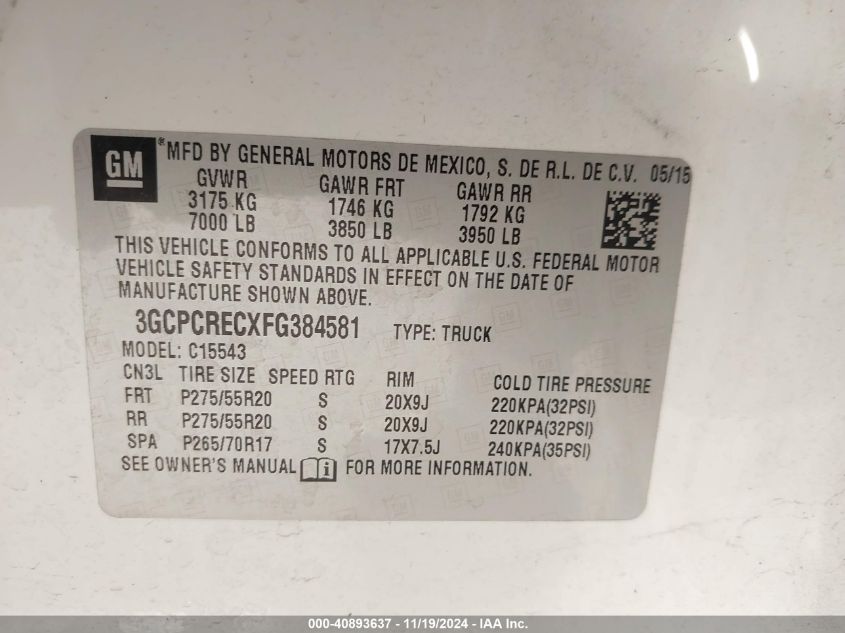 GM ® MFD BY GENERAL MOTORS DE MEXICO, S. DE R.L. DE C.V. 05/15
GVWR GAWR FRT GAWR RR
3175 KG 1746 KG 1792 KG
7000 LB 3850 LB 3950 LB
THIS VEHICLE CONFORMS TO ALL APPLICABLE U.S. FEDERAL MOTOR
VEHICLE SAFETY STANDARDS IN EFFECT ON THE DATE OF
MANUFACTURE SHOWN ABOVE.
3GCPCRECXFG384581 TYPE: TRUCK
MODEL: C15543
CN3L TIRE SIZE SPEED RTG RIM COLD TIRE PRESSURE
FRT P275/55R20 S 20X9J 220KPA(32PSI)
RR P275/55R20 S 20X9J 220KPA(32PSI)
SPA P265/70R17 S 17X7.5J 240KPA(35PSI)
SEE OWNER'S MANUAL FOR MORE INFORMATION.
000-40893637 - 11/19/2024 - IAA Inc.